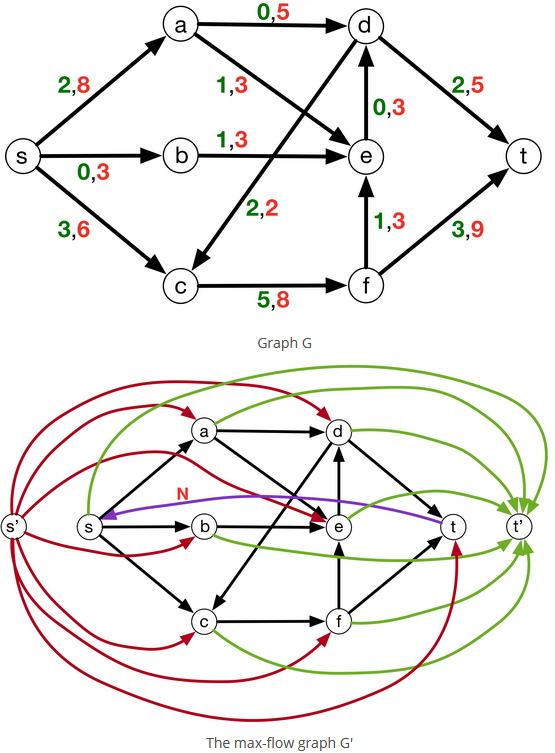 0,5
a
d
2,8
1,3
0,3
2,5
1,3
s
b
e
t
0,3
3,6
2,2
1,3
3,9
c
f
5,8
Graph G
a
d
N
s'
s
b
e
t
t'
c
f
The max-flow graph G'